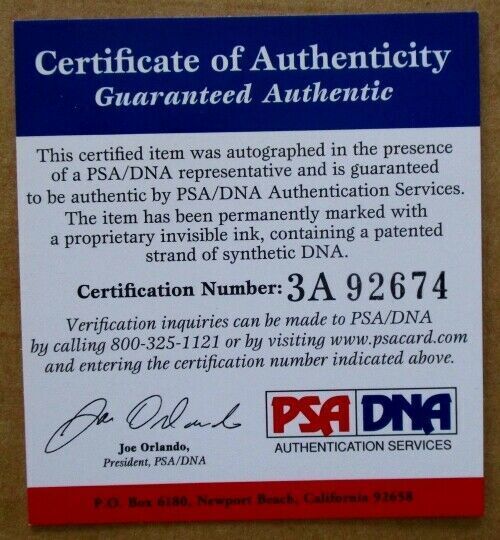 Certificate of Authenticity
Guaranteed Authentic
This certified item was autographed in the presence
of a PSA/DNA representative and is guaranteed
to be authentic by PSA/DNA Authentication Services.
The item has been permanently marked with
a proprietary invisible ink, containing a patented
strand of synthetic DNA.
Certification Number: 3A 92674
Verification inquiries can be made to PSA/DNA
by calling 800-325-1121 or by visiting www.psacard.com
and entering the certification number indicated above.
Joe Orlando
PSA DNA
AUTHENTICATION SERVICES
Joe Orlando,
President, PSA/DNA
P.O. Box 6180, Newport Beach, California 92658